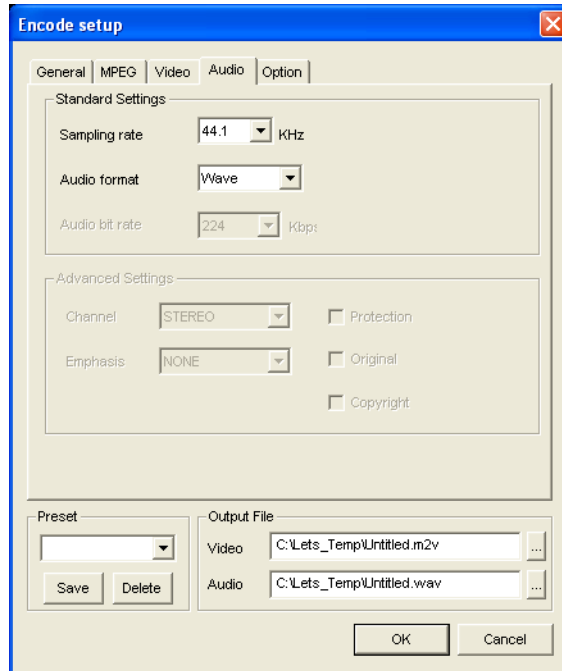 Encode setup
General MPEG Video Audio Option
Standard Settings
Sampling rate 44.1 KHz
Audio format Wave
Audio bit rate 224 Kbps
Advanced Settings
Channel STEREO Protection
Emphasis NONE Original
Copyright
Preset
Save Delete
Output File
Video C:\Lets_Temp\Untitled.m2v ...
Audio C:\Lets_Temp\Untitled.wav ...
OK Cancel